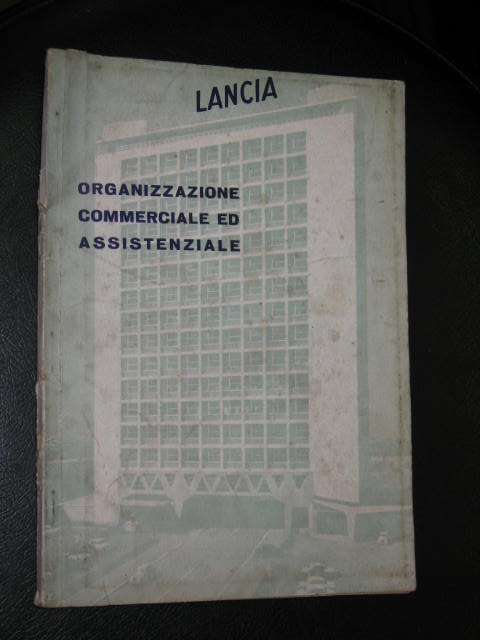 LANCIA
ORGANIZZAZIONE
COMMERCIALE ED
ASSISTENZIALE